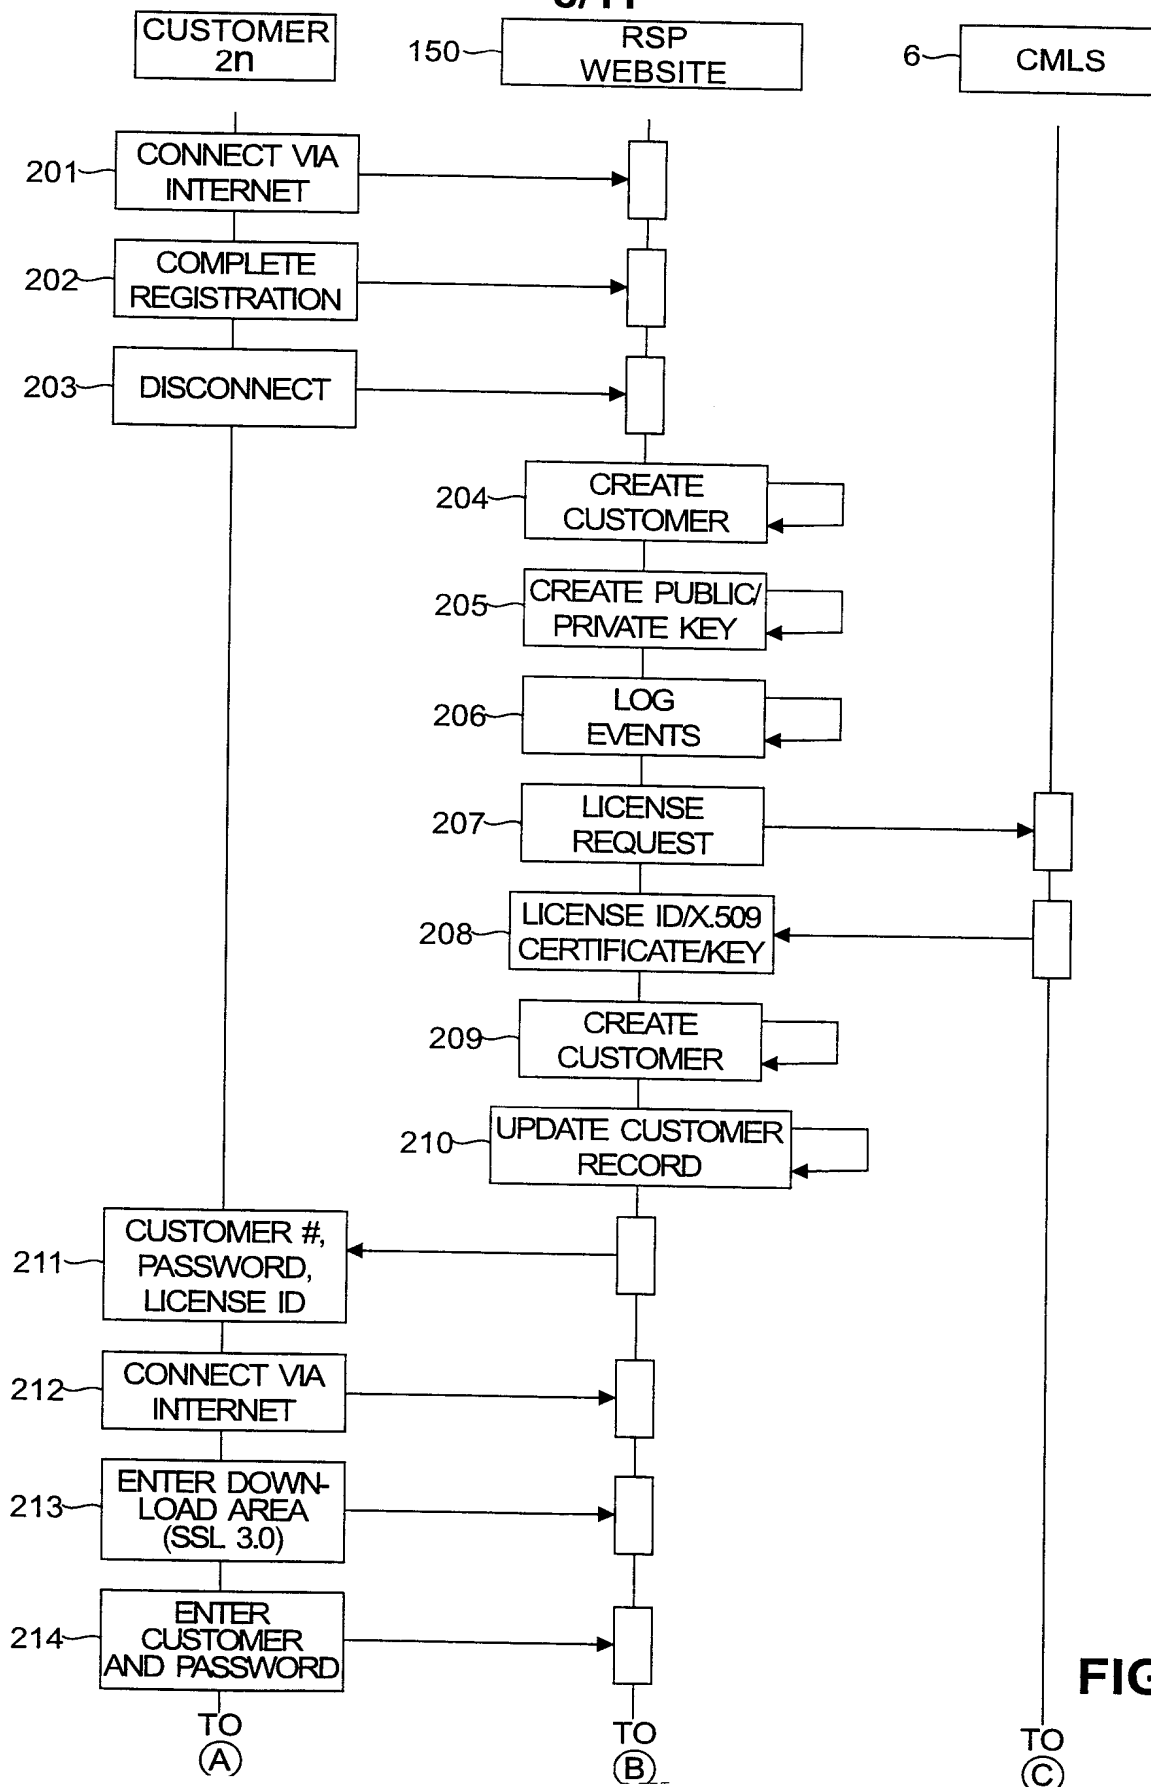 CUSTOMER
2n
150
RSP
WEBSITE
6
CMLS
201
CONNECT VIA
INTERNET
202
COMPLETE
REGISTRATION
203
DISCONNECT
204
CREATE
CUSTOMER
205
CREATE PUBLIC/
PRIVATE KEY
206
LOG
EVENTS
207
LICENSE
REQUEST
208
LICENSE ID/X.509
CERTIFICATE/KEY
209
CREATE
CUSTOMER
210
UPDATE CUSTOMER
RECORD
211
CUSTOMER #,
PASSWORD,
LICENSE ID
212
CONNECT VIA
INTERNET
213
ENTER DOWN-
LOAD AREA
(SSL 3.0)
214
ENTER
CUSTOMER
AND PASSWORD
FIG
TO
A
TO
B
TO
C